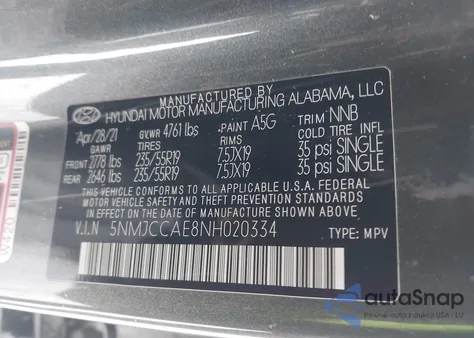 MANUFACTURED BY
HYUNDAI MOTOR MANUFACTURING ALABAMA, LLC
Apr/28/21 GVWR 4761 lbs PAINT A5G TRIM NNB
GAWR TIRES RIMS COLD TIRE INFL
FRONT 2778 lbs 235/55R19 7.5JX19 35 psi SINGLE
REAR 2646 lbs 235/55R19 7.5JX19 35 psi SINGLE
THIS VEHICLE CONFORMS TO ALL APPLICABLE U.S. FEDERAL
MOTOR VEHICLE SAFETY AND THEFT PREVENTION STANDARDS IN
EFFECT ON THE DATE OF MANUFACTURE SHOWN ABOVE.
V.I.N 5NMJCCAE8NH020334 TYPE: MPV
W420
autoSnap